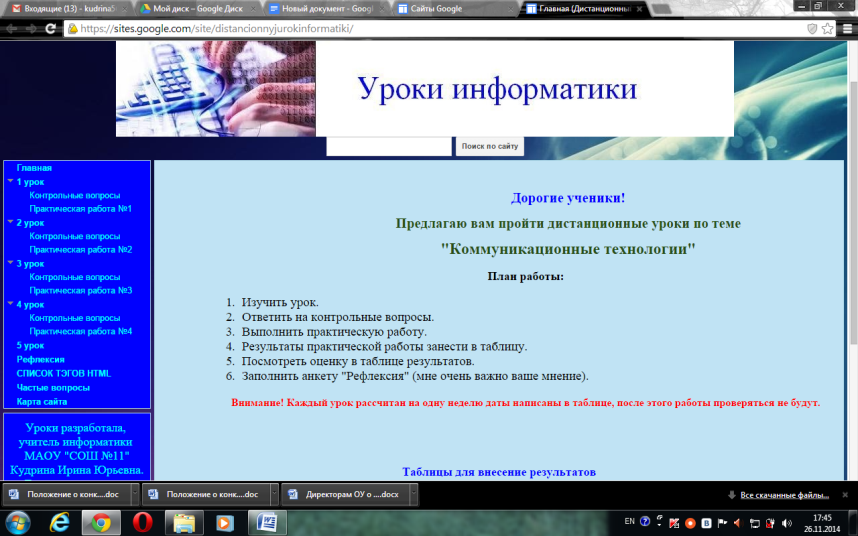 Входящие (13) - kudrina5
Мой диск – Google Диск
Новый документ - Googl
Сайты Google
Главная (Дистанционны
https://sites.google.com/site/distancionnyjurokinformatiki/
Уроки информатики
Поиск по сайту
Главная
1 урок
Контрольные вопросы
Практическая работа №1
2 урок
Контрольные вопросы
Практическая работа №2
3 урок
Контрольные вопросы
Практическая работа №3
4 урок
Контрольные вопросы
Практическая работа №4
5 урок
Рефлексия
СПИСОК ТЭГОВ HTML
Частые вопросы
Карта сайта
Уроки разработала,
учитель информатики
МАОУ "СОШ №11"
Кудрина Ирина Юрьевна.
Дорогие ученики!
Предлагаю вам пройти дистанционные уроки по теме
"Коммуникационные технологии"
План работы:
1. Изучить урок.
2. Ответить на контрольные вопросы.
3. Выполнить практическую работу.
4. Результаты практической работы занести в таблицу.
5. Посмотреть оценку в таблице результатов.
6. Заполнить анкету "Рефлексия" (мне очень важно ваше мнение).
Внимание! Каждый урок рассчитан на одну неделю даты написаны в таблице, после этого работы проверяться не будут.
Таблицы для внесение результатов
Положение о конк....doc
Положение о конк....doc
Директорам ОУ о ....docx
Все скачанные файлы...
EN
17:45
26.11.2014